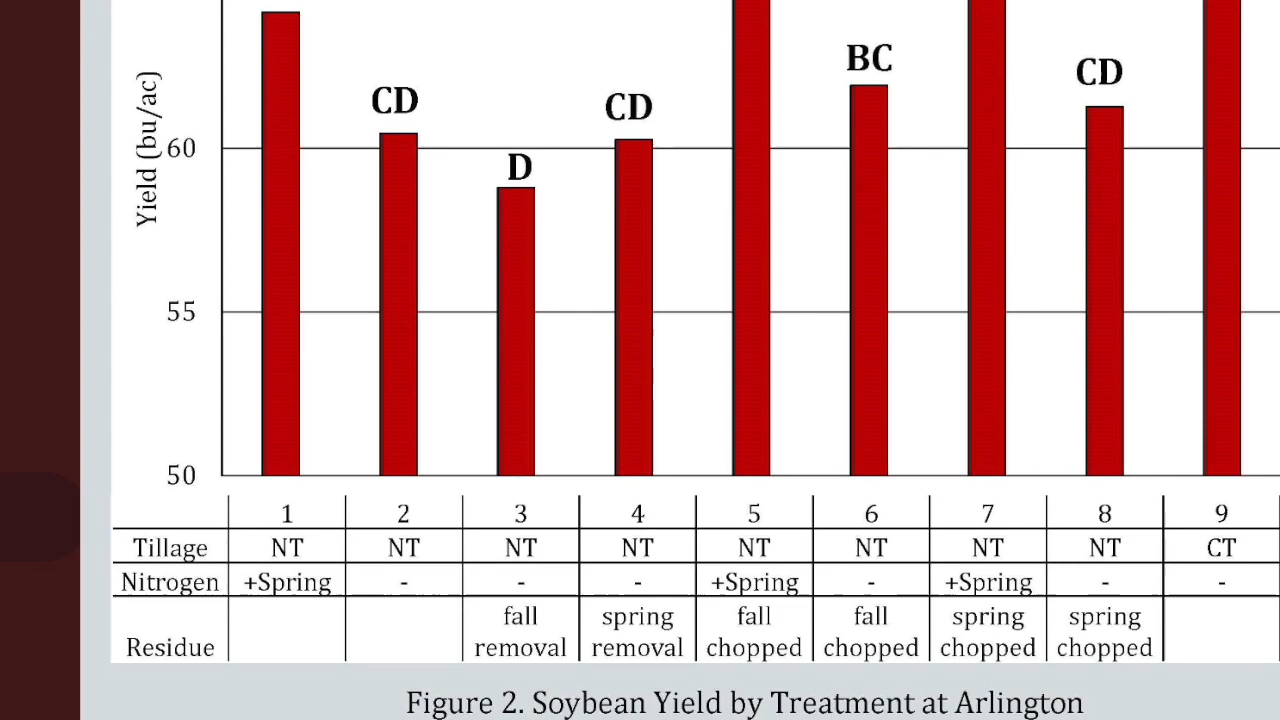 Yield (bu/ac)
CD
D
CD
BC
CD
60
55
50
1 2 3 4 5 6 7 8 9
Tillage NT NT NT NT NT NT NT NT CT
Nitrogen +Spring - - - +Spring - +Spring - -
fall spring fall fall spring spring
Residue removal removal chopped chopped chopped chopped
Figure 2. Soybean Yield by Treatment at Arlington